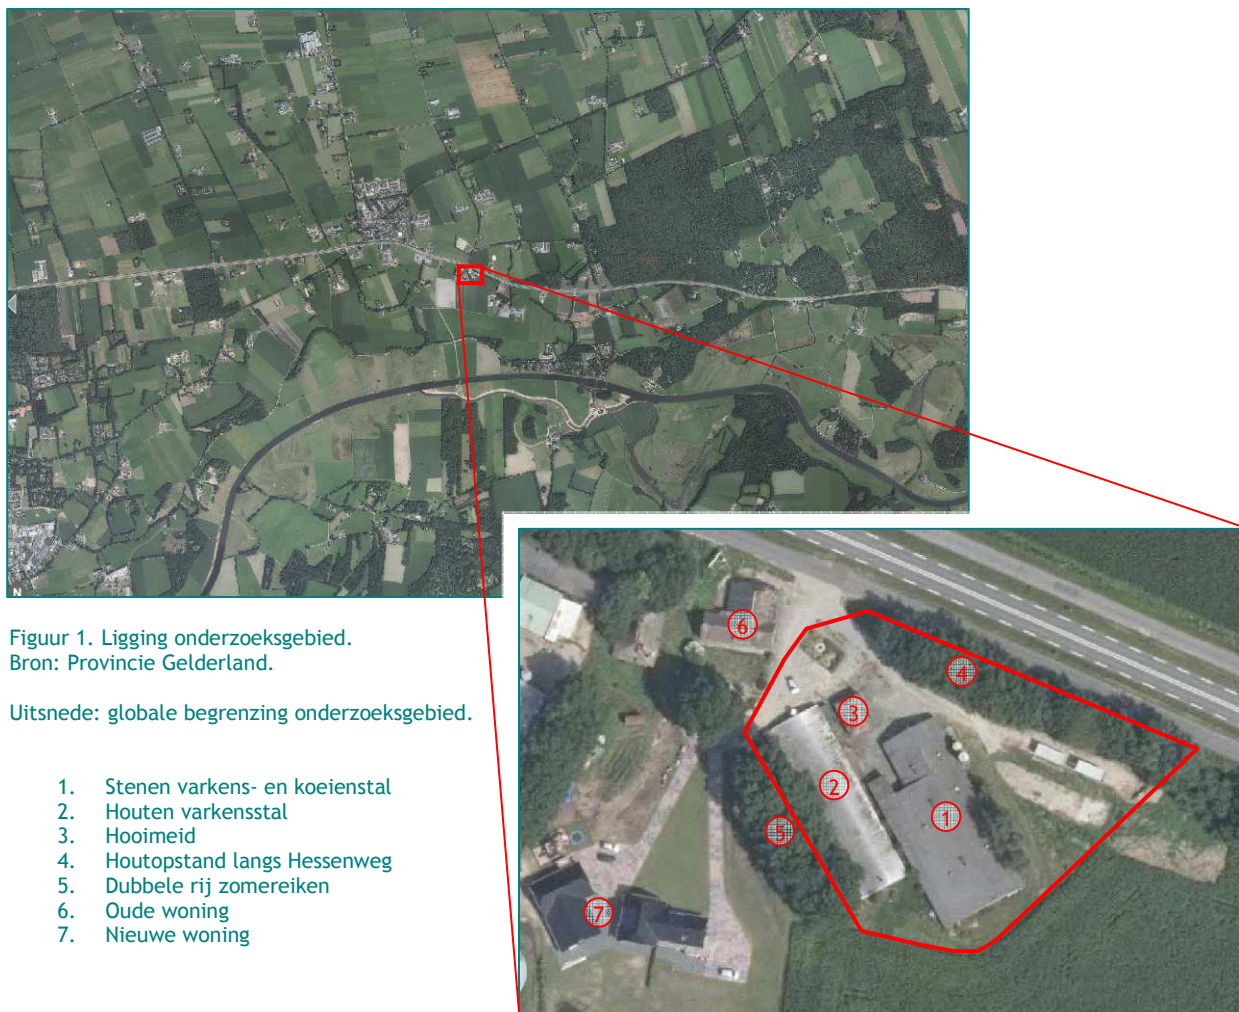 N
Figuur 1. Ligging onderzoeksgebied.
Bron: Provincie Gelderland.
Uitsnede: globale begrenzing onderzoeksgebied.
1. Stenen varkens- en koeienstal
2. Houten varkensstal
3. Hooimeid
4. Houtopstand langs Hessenweg
5. Dubbele rij zomereiken
6. Oude woning
7. Nieuwe woning
6
4
3
2
1
5
7